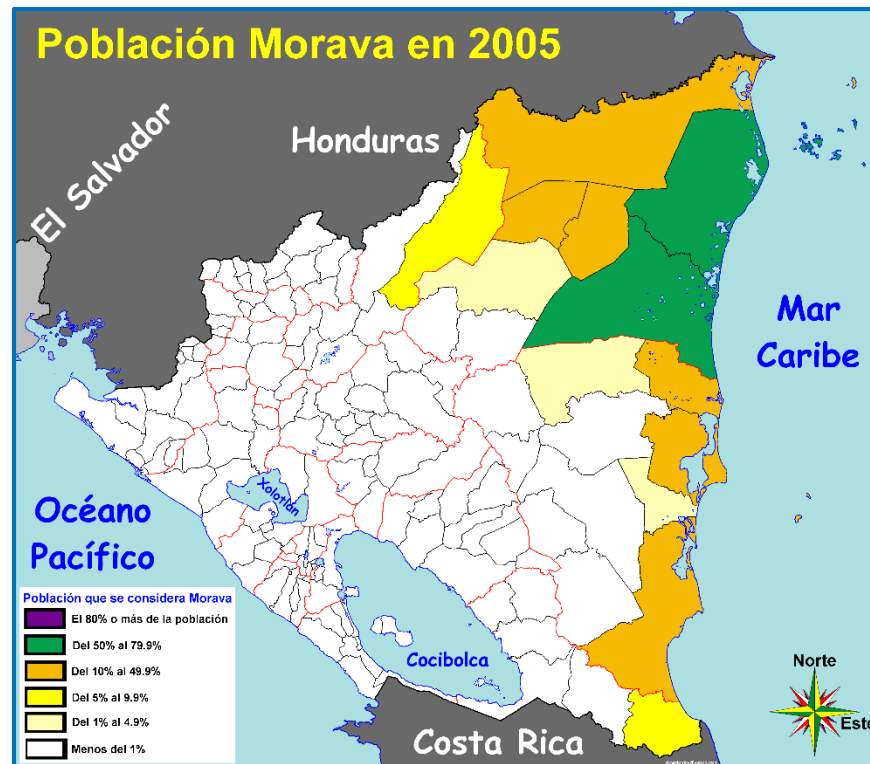 Población Morava en 2005
El Salvador
Honduras
Mar
Caribe
Xolotlán
Océano
Pacífico
Población que se considera Morava
El 80% o más de la población
Del 50% al 79.9%
Del 10% al 49.9%
Del 5% al 9.9%
Del 1% al 4.9%
Menos del 1%
Cocibolca
Costa Rica
Norte
Este